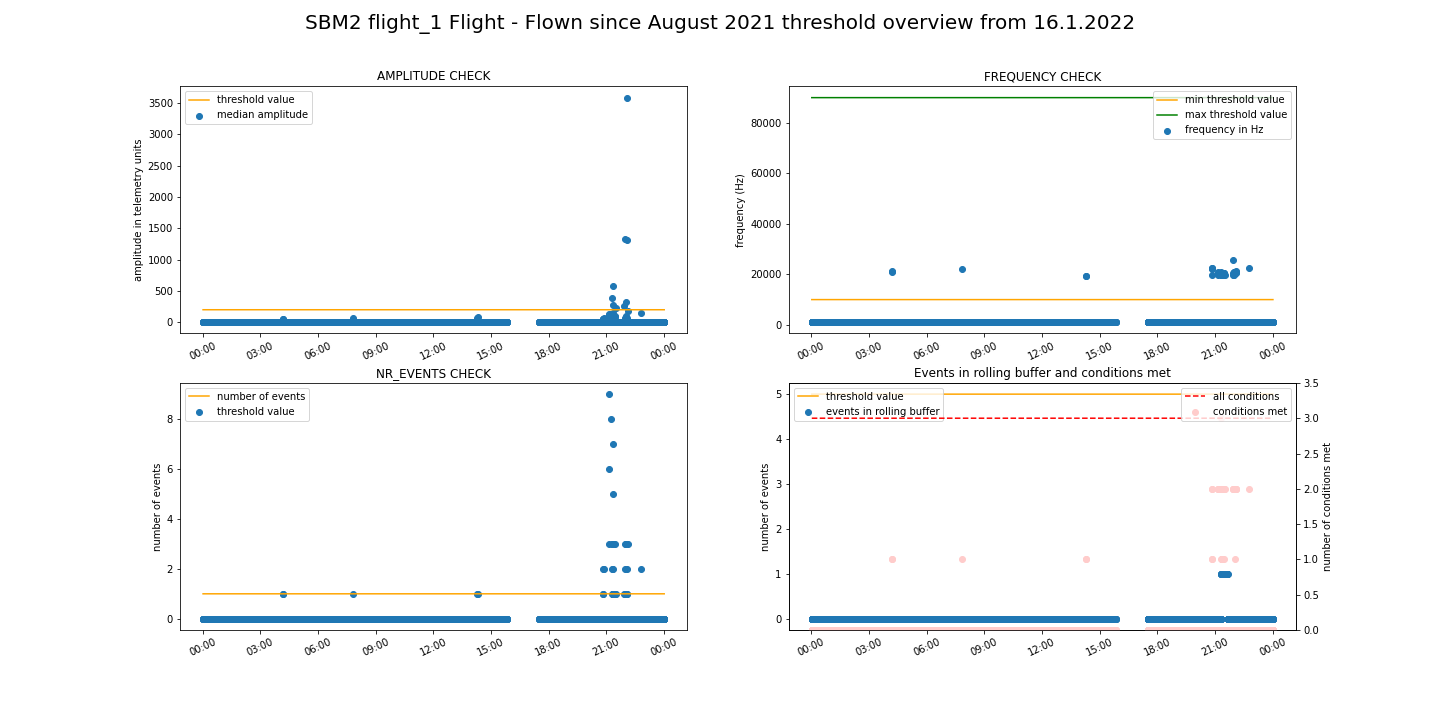 SBM2 flight_1 Flight - Flown since August 2021 threshold overview from 16.1.2022
AMPLITUDE CHECK
threshold value
median amplitude
amplitude in telemetry units
3500
3000
2500
2000
1500
1000
500
0
00:00 03:00 06:00 09:00 12:00 15:00 18:00 21:00 00:00
FREQUENCY CHECK
min threshold value
max threshold value
frequency in Hz
frequency (Hz)
80000
60000
40000
20000
0
00:00 03:00 06:00 09:00 12:00 15:00 18:00 21:00 00:00
NR_EVENTS CHECK
number of events
threshold value
number of events
8
6
4
2
0
00:00 03:00 06:00 09:00 12:00 15:00 18:00 21:00 00:00
Events in rolling buffer and conditions met
threshold value
events in rolling buffer
all conditions
conditions met
number of events
5
4
3
2
1
0
3.5
3.0
2.5
2.0
1.5
1.0
0.5
0.0
number of conditions met
00:00 03:00 06:00 09:00 12:00 15:00 18:00 21:00 00:00